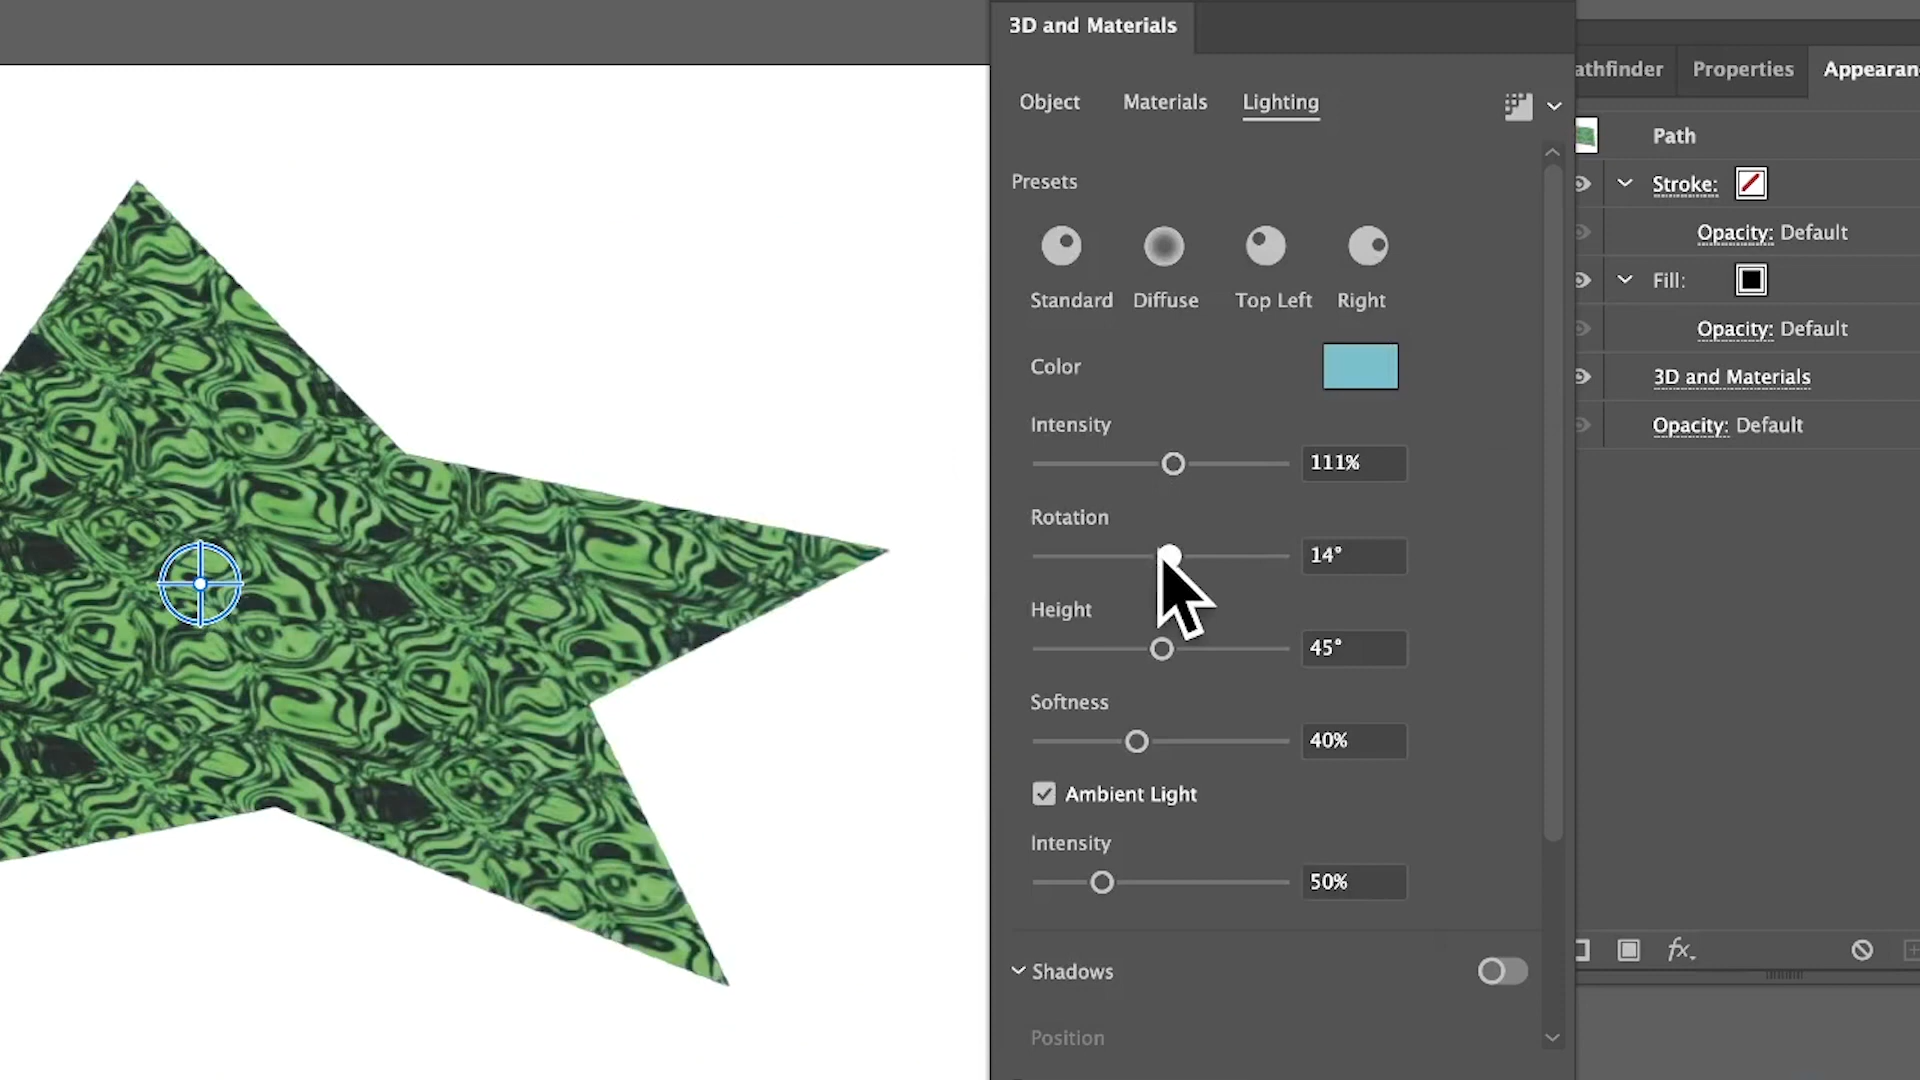 3D and Materials
athfinder Properties Appearan
Object Materials Lighting
Path
Presets
Stroke:
Opacity: Default
Fill:
Standard Diffuse Top Left Right
Opacity: Default
Color
3D and Materials
Intensity
Opacity: Default
111%
Rotation
14°
Height
45°
Softness
40%
Ambient Light
Intensity
50%
fx
Shadows
Position